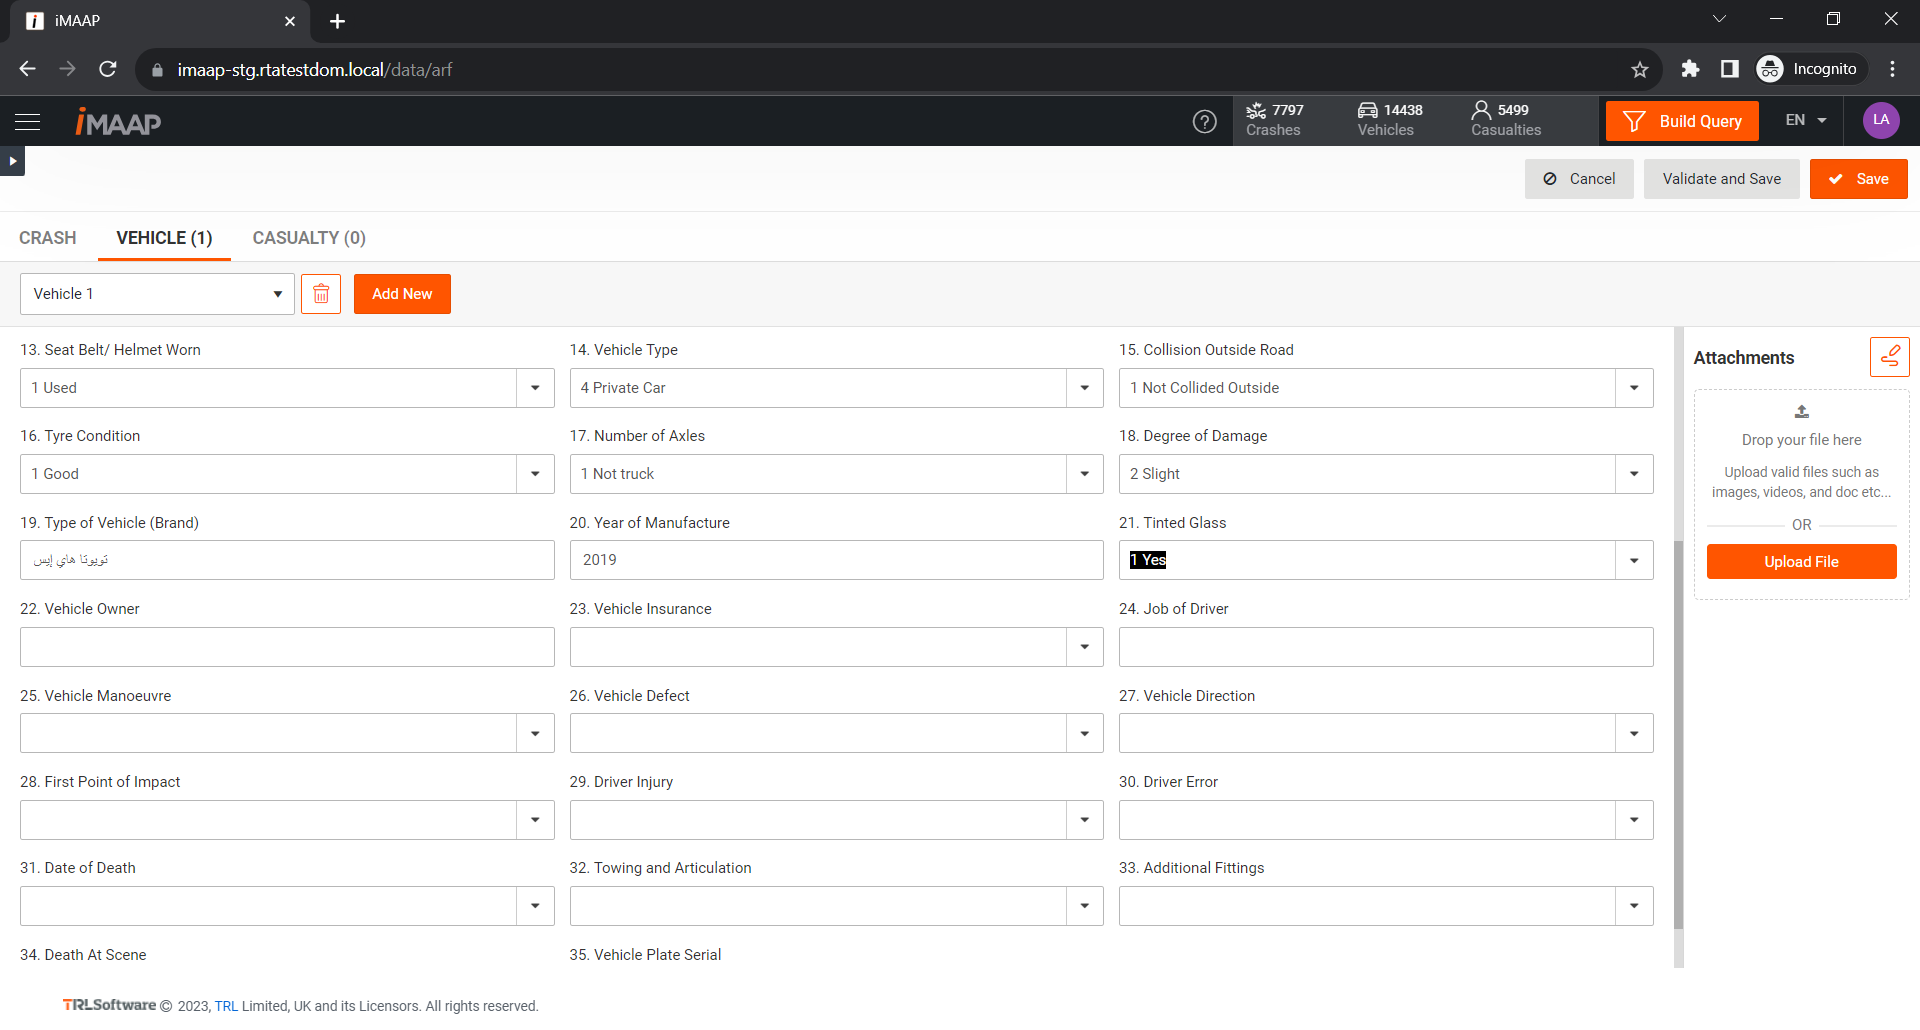 iMAAP
imaap-stg.rtatestdom.local/data/arf
Incognito
iMAAP
7797
Crashes
14438
Vehicles
5499
Casualties
Build Query
EN
LA
Cancel
Validate and Save
Save
CRASH
VEHICLE (1)
CASUALTY (0)
Vehicle 1
Add New
13. Seat Belt/ Helmet Worn
14. Vehicle Type
15. Collision Outside Road
1 Used
4 Private Car
1 Not Collided Outside
16. Tyre Condition
17. Number of Axles
18. Degree of Damage
1 Good
1 Not truck
2 Slight
19. Type of Vehicle (Brand)
20. Year of Manufacture
21. Tinted Glass
تويوتا هاي إيس
2019
1 Yes
22. Vehicle Owner
23. Vehicle Insurance
24. Job of Driver
25. Vehicle Manoeuvre
26. Vehicle Defect
27. Vehicle Direction
28. First Point of Impact
29. Driver Injury
30. Driver Error
31. Date of Death
32. Towing and Articulation
33. Additional Fittings
34. Death At Scene
35. Vehicle Plate Serial
Attachments
Drop your file here
Upload valid files such as
images, videos, and doc etc...
OR
Upload File
TRLSoftware © 2023, TRL Limited, UK and its Licensors. All rights reserved.